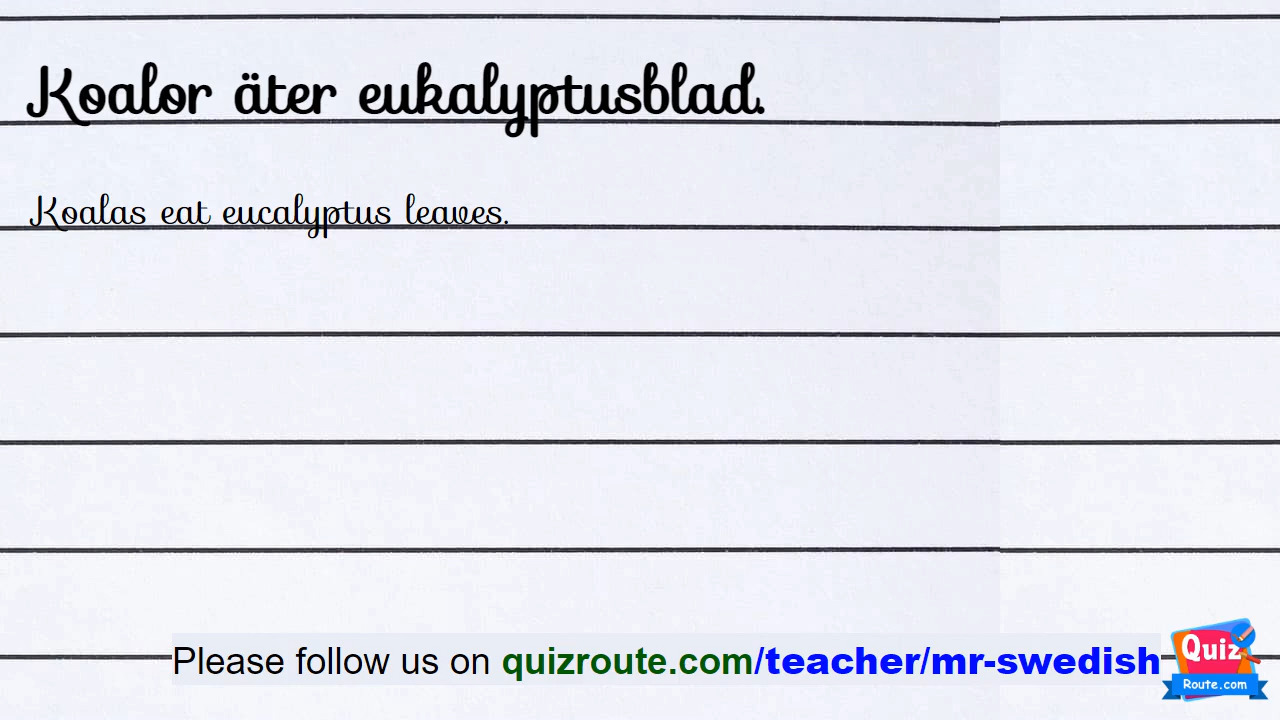 Koalor äter eukalyptusblad.
Koalas eat eucalyptus leaves.
Please follow us on quizroute.com/teacher/mr-swedish
Quiz
Route.com